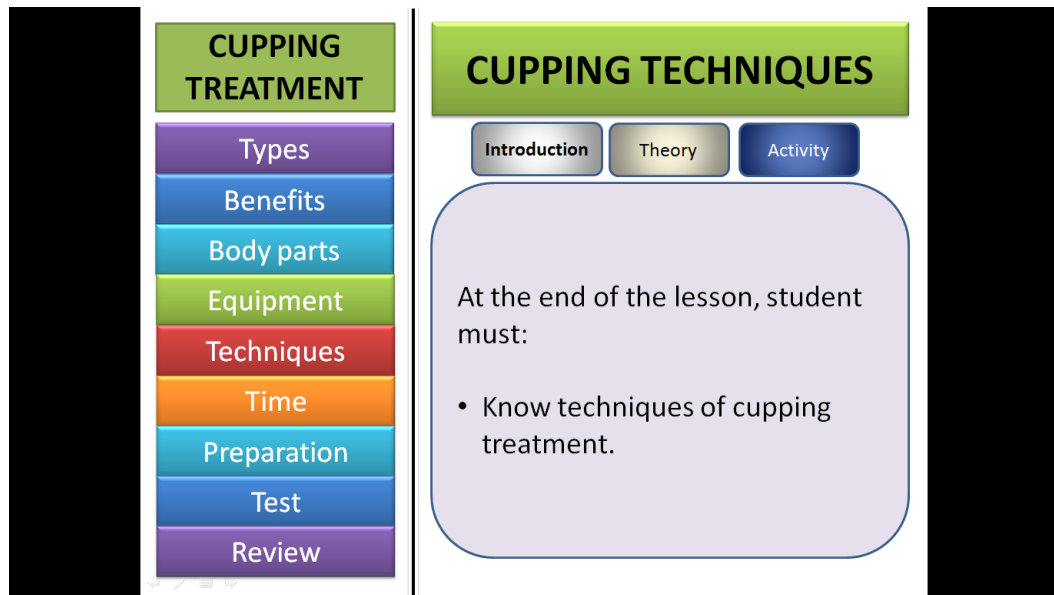 CUPPING
TREATMENT
Types
Benefits
Body parts
Equipment
Techniques
Time
Preparation
Test
Review
CUPPING TECHNIQUES
Introduction
Theory
Activity
At the end of the lesson, student
must:
• Know techniques of cupping
treatment.